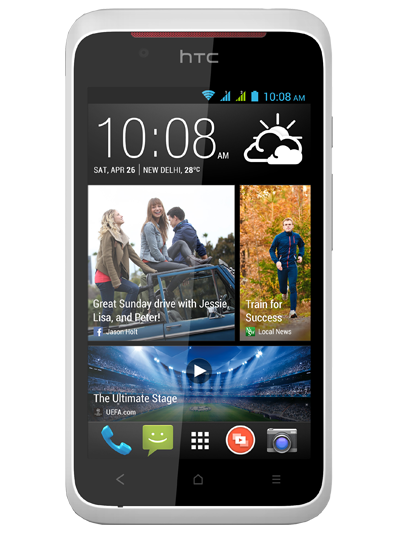 hTC
10:08 AM
10:08 AM
SAT, APR 26 | NEW DELHI, 28°C
Great Sunday drive with Jessie,
Lisa, and Peter!
Jason Holt
Train for
Success
Local News
The Ultimate Stage
UEFA.com